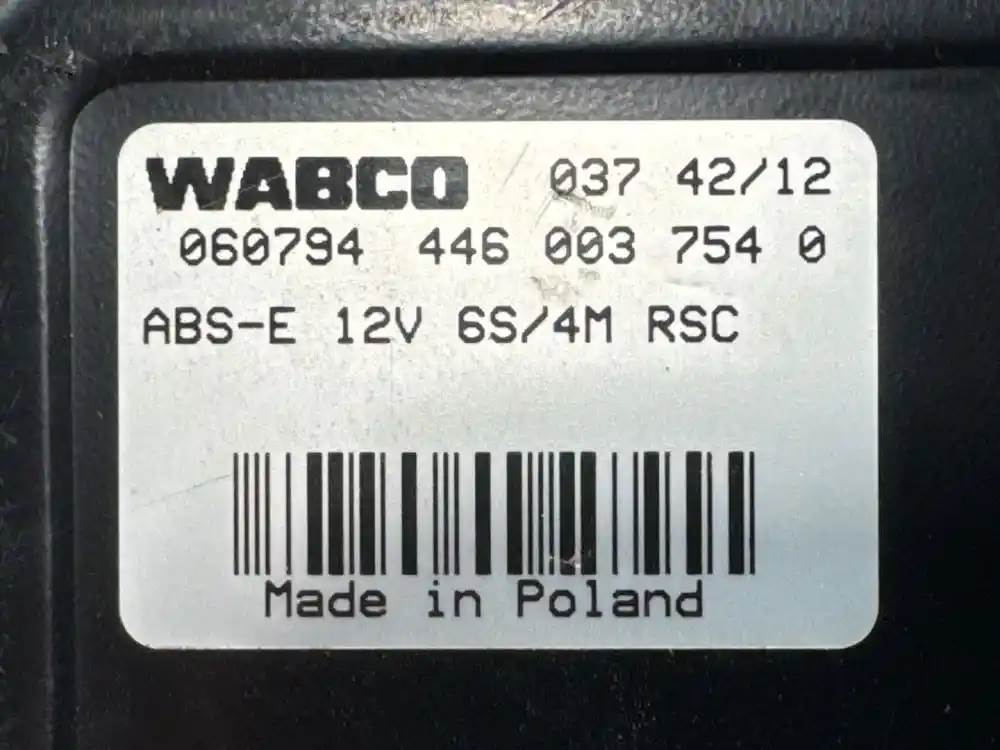 WABCO 037 42/12
060794 446 003 754 0
ABS-E 12V 6S/4M RSC
Made in Poland